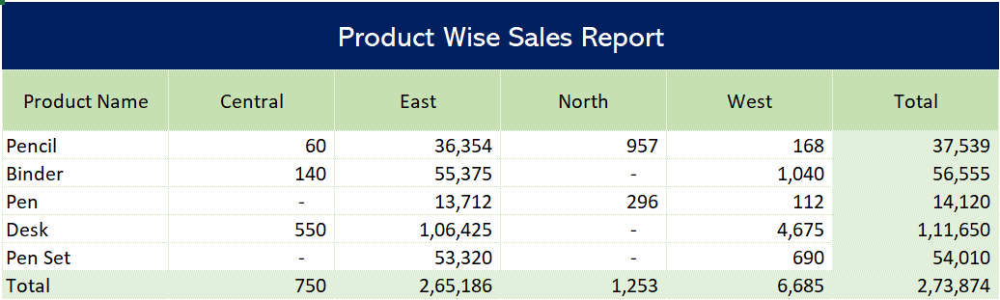 Product Wise Sales Report
Product Name Central East North West Total
Pencil 60 36,354 957 168 37,539
Binder 140 55,375 - 1,040 56,555
Pen - 13,712 296 112 14,120
Desk 550 1,06,425 - 4,675 1,11,650
Pen Set - 53,320 - 690 54,010
Total 750 2,65,186 1,253 6,685 2,73,874